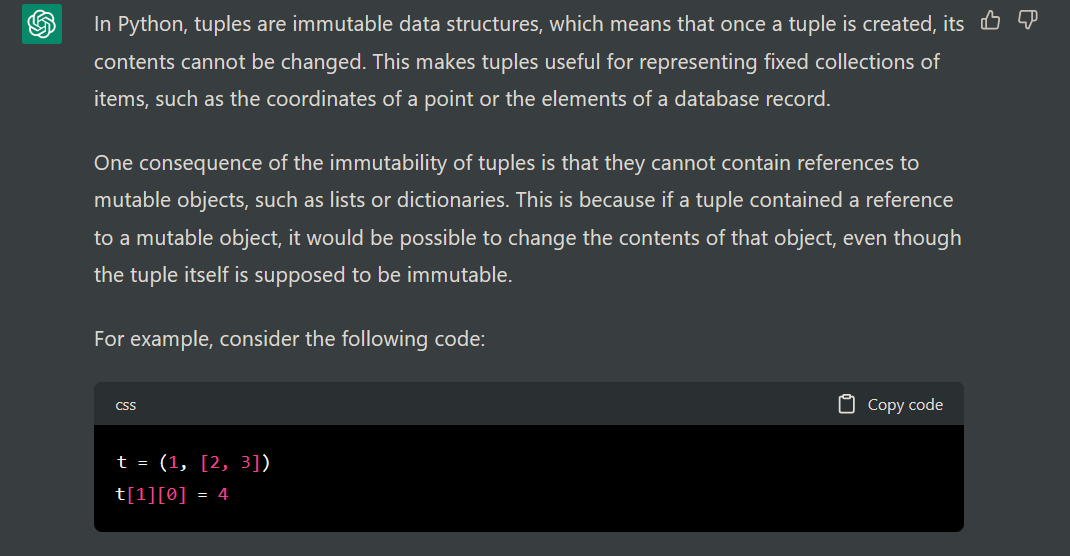 In Python, tuples are immutable data structures, which means that once a tuple is created, its
contents cannot be changed. This makes tuples useful for representing fixed collections of
items, such as the coordinates of a point or the elements of a database record.
One consequence of the immutability of tuples is that they cannot contain references to
mutable objects, such as lists or dictionaries. This is because if a tuple contained a reference
to a mutable object, it would be possible to change the contents of that object, even though
the tuple itself is supposed to be immutable.
For example, consider the following code:
css Copy code
t = (1, [2, 3])
t[1][0] = 4